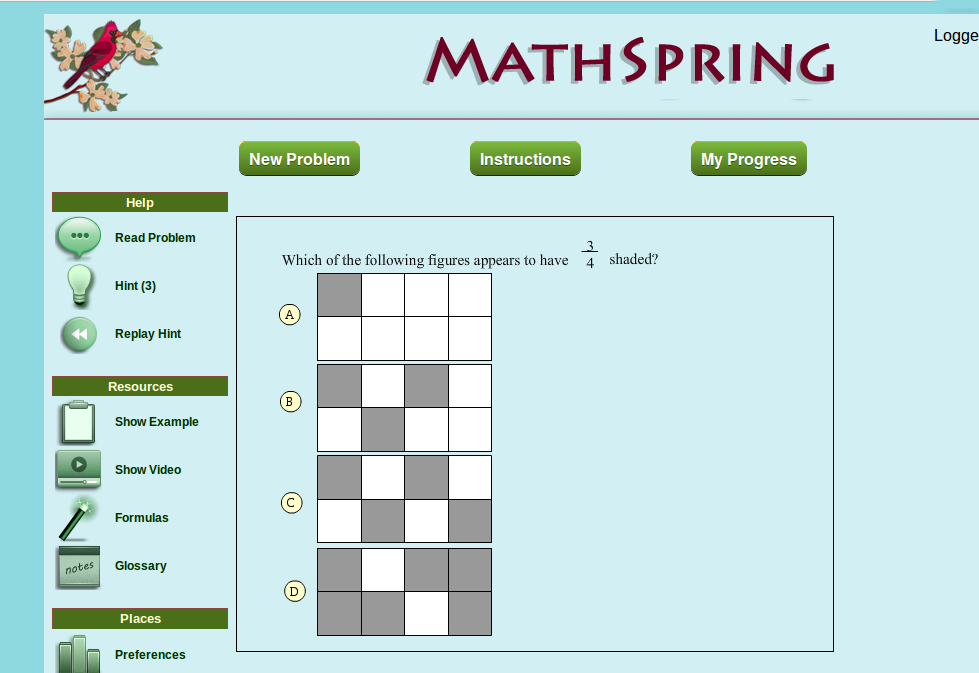 MATHSPRING
Logge
New Problem
Instructions
My Progress
Help
Read Problem
Hint (3)
Replay Hint
Resources
Show Example
Show Video
Formulas
notes
Glossary
Places
Preferences
Which of the following figures appears to have 3/4 shaded?
A
B
C
D